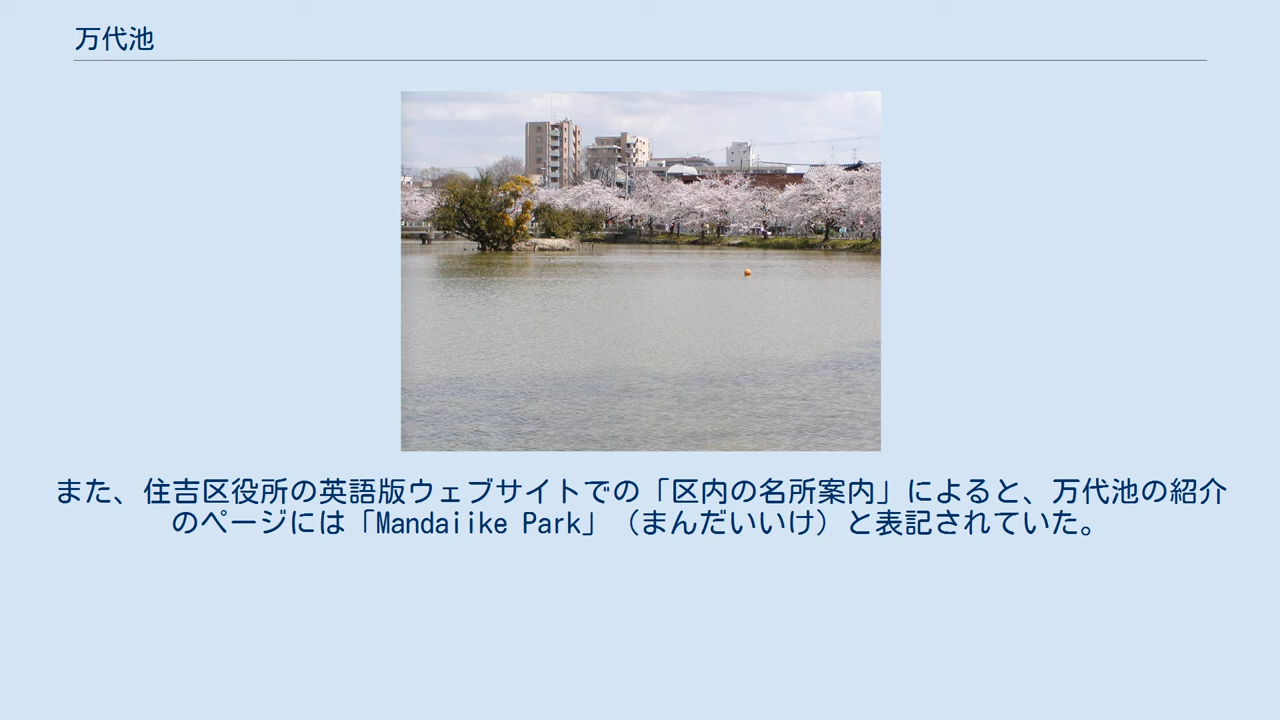 万代池
また、住吉区役所の英語版ウェブサイトでの「区内の名所案内」によると、万代池の紹介
のページには「Mandaiike Park」（まんだいいけ）と表記されていた。